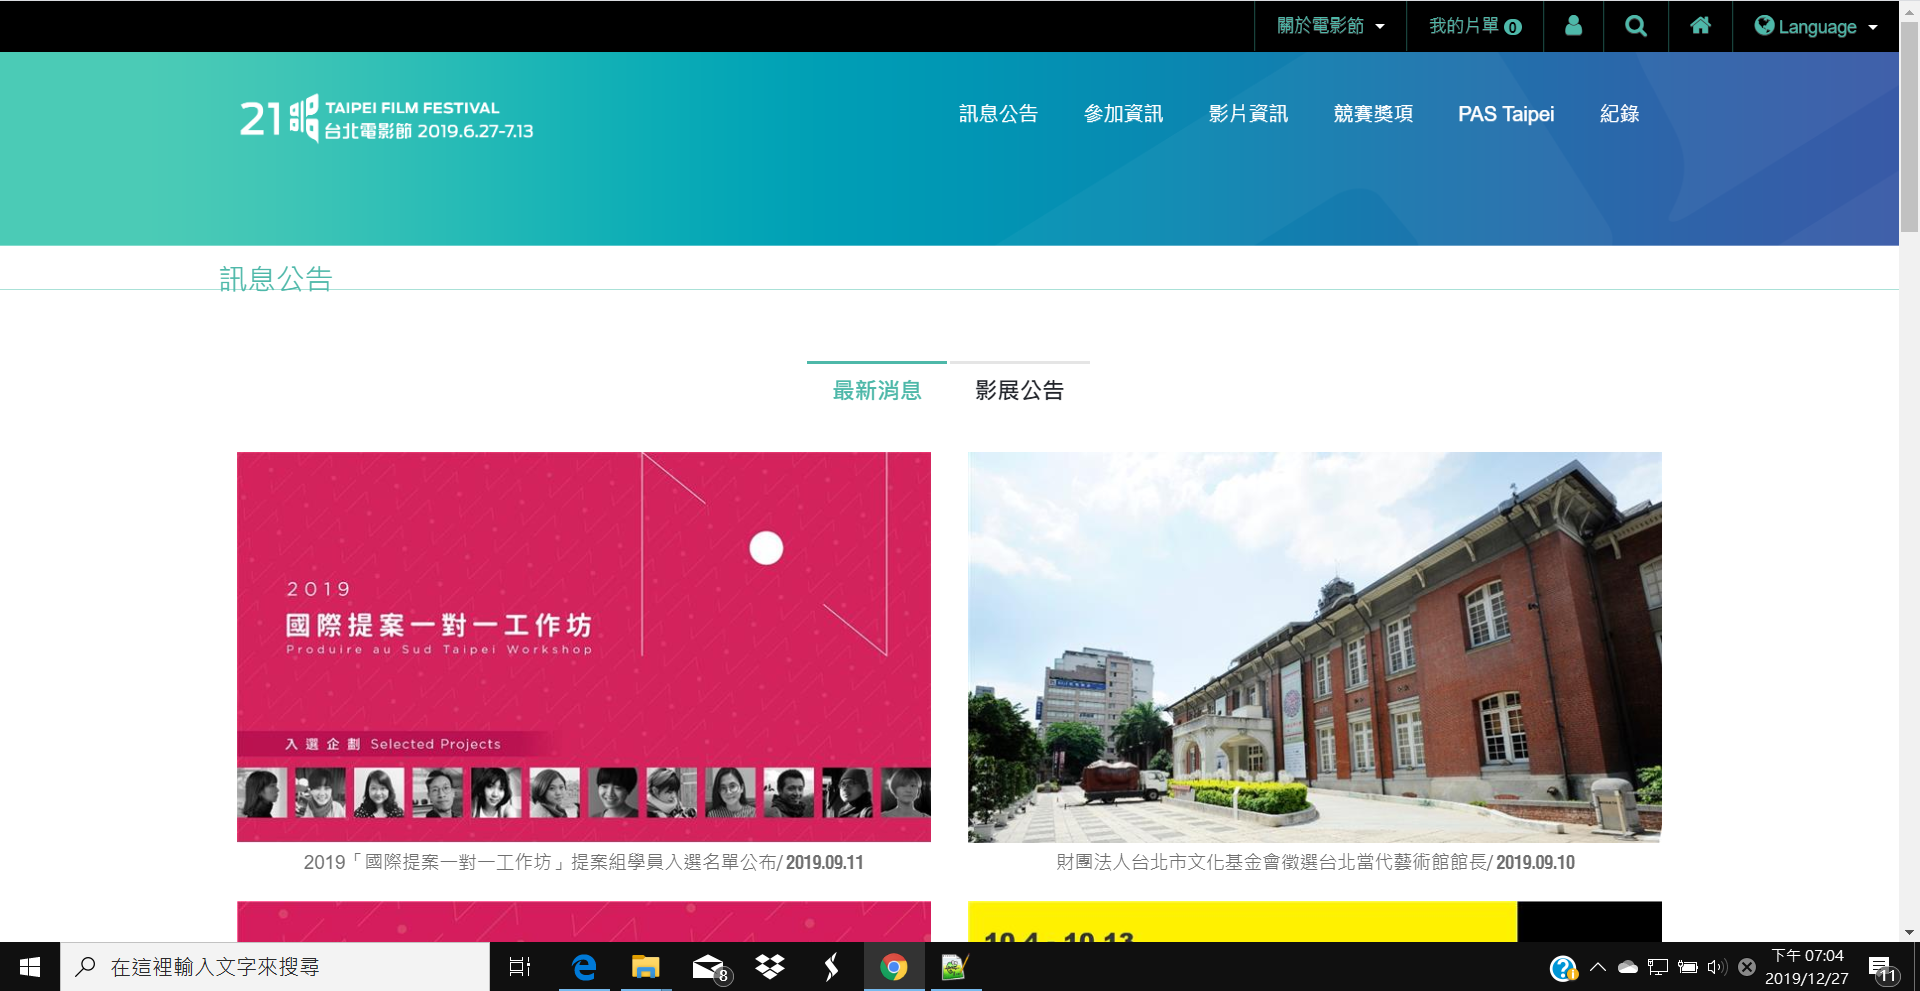 關於電影節
我的片單 0
Language
21 TAIPEI FILM FESTIVAL
台北電影節 2019.6.27-7.13
訊息公告 參加資訊 影片資訊 競賽獎項 PAS Taipei 紀錄
訊息公告
最新消息 影展公告
2019
國際提案一對一工作坊
Produire au Sud Taipei Workshop
入選企劃 Selected Projects
2019「國際提案一對一工作坊」提案組學員入選名單公布/ 2019.09.11
財團法人台北市文化基金會徵選台北當代藝術館館長/ 2019.09.10
10.4 - 10.13
在這裡輸入文字來搜尋
8
下午 07:04
2019/12/27
11